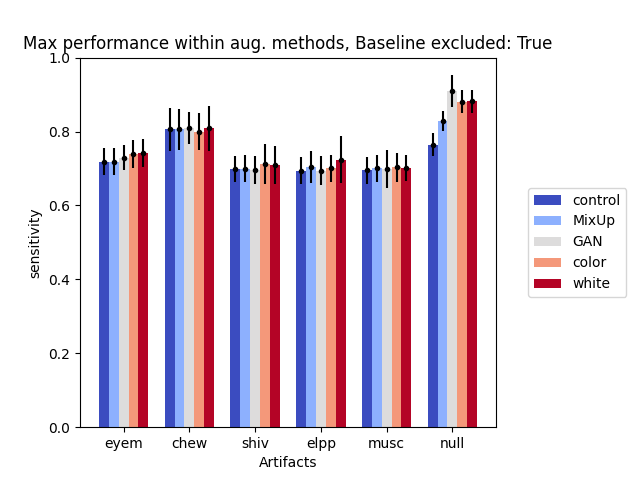 Max performance within aug. methods, Baseline excluded: True
1.0
0.8
0.6
0.4
0.2
0.0
sensitivity
eyem chew shiv elpp musc null
Artifacts
control
MixUp
GAN
color
white